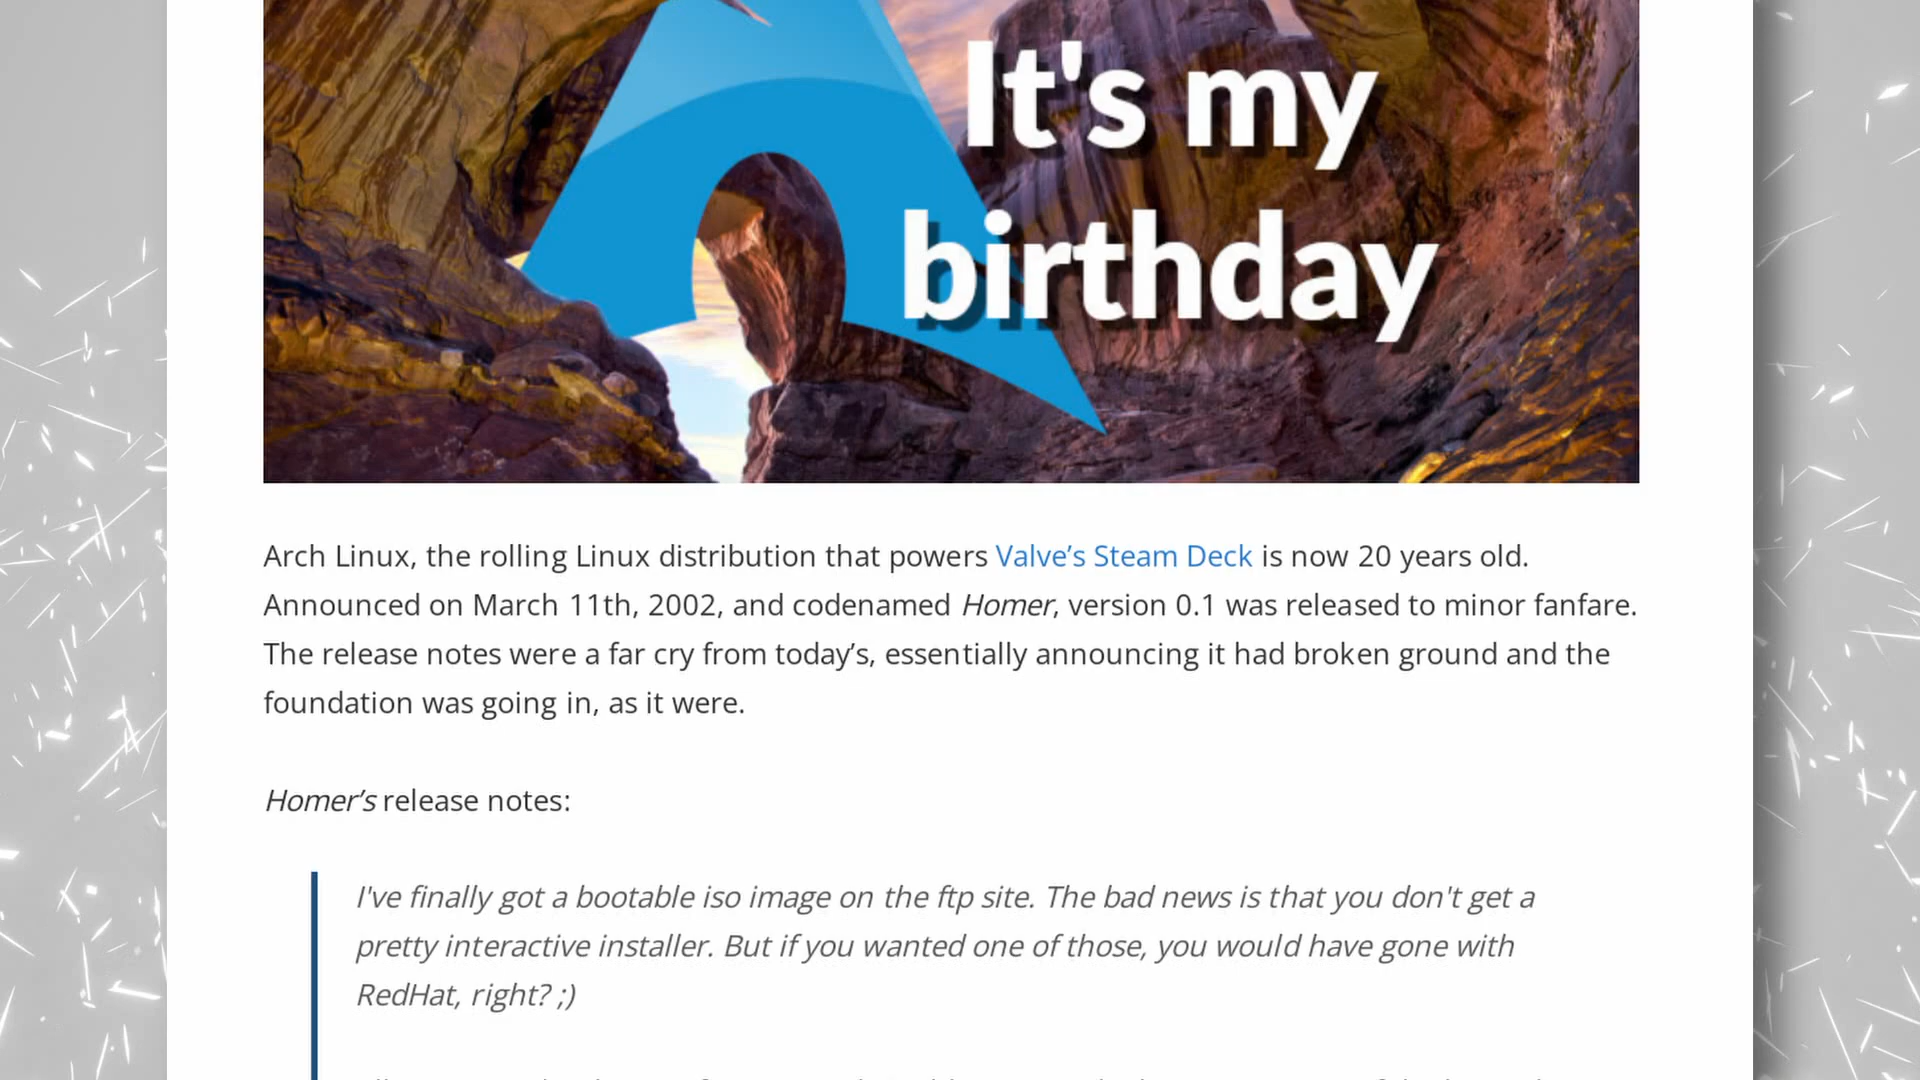 It's my
birthday
Arch Linux, the rolling Linux distribution that powers Valve’s Steam Deck is now 20 years old.
Announced on March 11th, 2002, and codenamed Homer, version 0.1 was released to minor fanfare.
The release notes were a far cry from today’s, essentially announcing it had broken ground and the
foundation was going in, as it were.
Homer’s release notes:
I've finally got a bootable iso image on the ftp site. The bad news is that you don't get a
pretty interactive installer. But if you wanted one of those, you would have gone with
RedHat, right? ;)